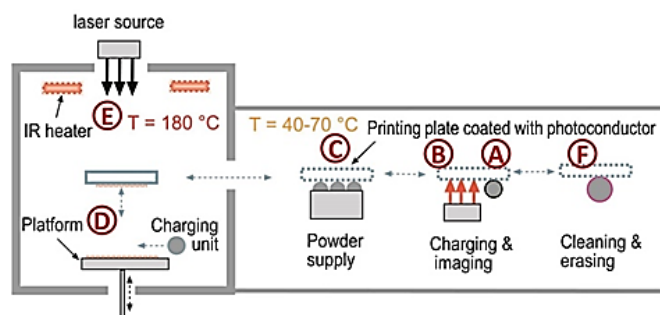 laser source
IR heater
E
T = 180 °C
T = 40-70 °C
Printing plate coated with photoconductor
C
B
A
F
D
Platform
Charging
unit
Powder
supply
Charging &
imaging
Cleaning &
erasing